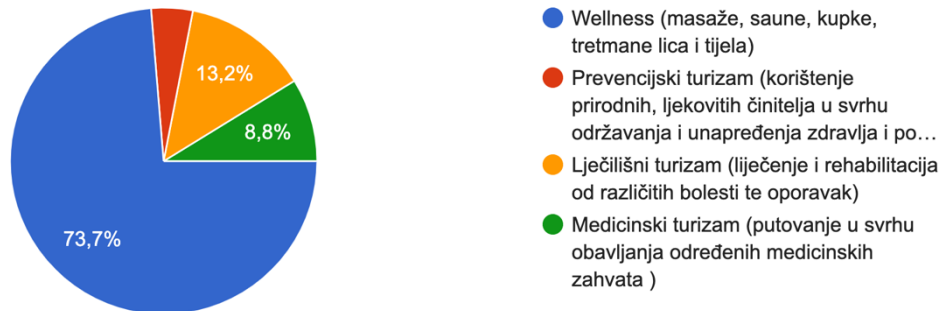 13,2%
8,8%
73,7%
Wellness (masaže, saune, kupke,
tretmane lica i tijela)
Prevencijski turizam (korištenje
prirodnih, ljekovitih činitelja u svrhu
održavanja i unapređenja zdravlja i po…
Lječilišni turizam (liječenje i rehabilitacija
od različitih bolesti te oporavak)
Medicinski turizam (putovanje u svrhu
obavljanja određenih medicinskih
zahvata )